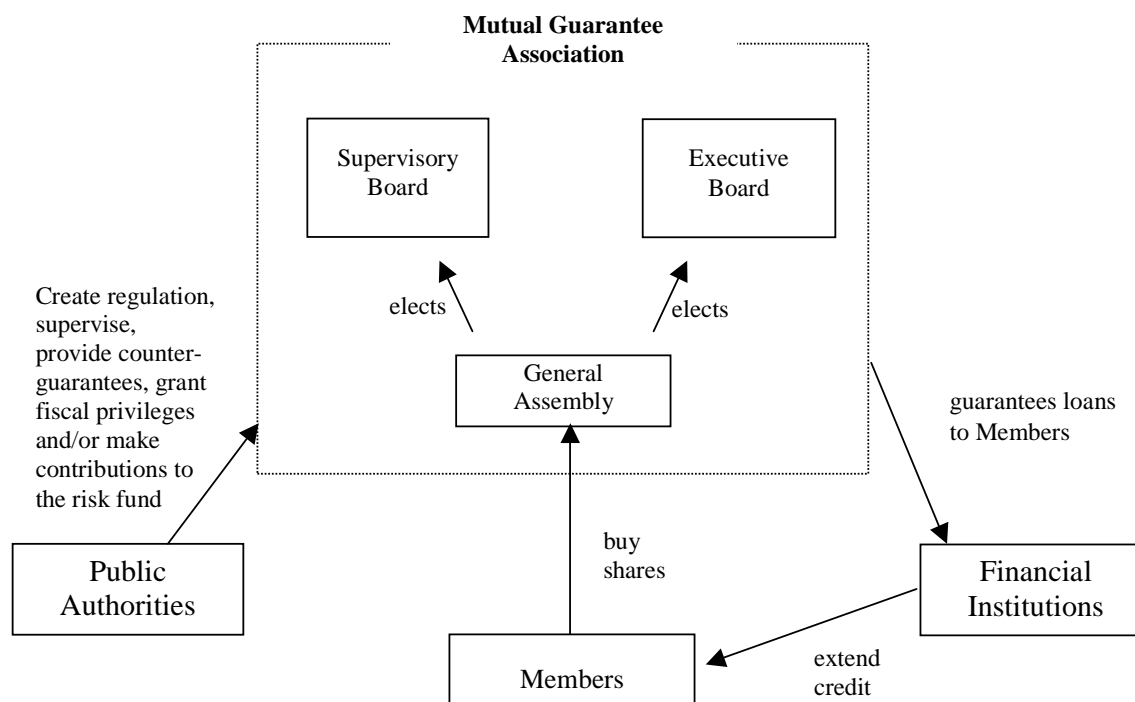 Mutual Guarantee
Association
Supervisory
Board
Executive
Board
elects
elects
General
Assembly
Create regulation,
supervise,
provide counter-
guarantees, grant
fiscal privileges
and/or make
contributions to
the risk fund
guarantees loans
to Members
buy
shares
Public
Authorities
Financial
Institutions
Members
extend
credit